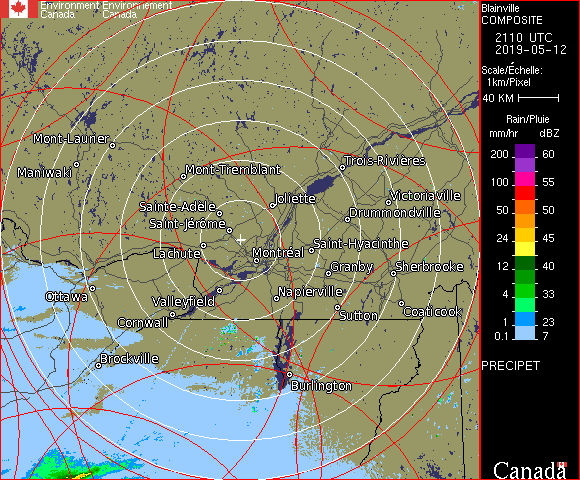 Environment Environnement
Canada Canada
Blainville
COMPOSITE
2110 UTC
2019-05-12
Scale/Échelle:
1km/Pixel
40 KM
Rain/Pluie
mm/hr dBZ
200 60
100 55
50 50
24 45
12 40
4 33
1 23
0.1 7
PRECIPET
Canada
Mont-Laurier
Maniwaki
Mont-Tremblant
Trois-Rivières
Joliette
Victoriaville
Sainte-Adèle
Drummondville
Saint-Jérôme
Saint-Hyacinthe
Lachute
Montréal
Granby
Sherbrooke
Ottawa
Valleyfield
Napierville
Cornwall
Sutton
Coaticook
Brockville
Burlington